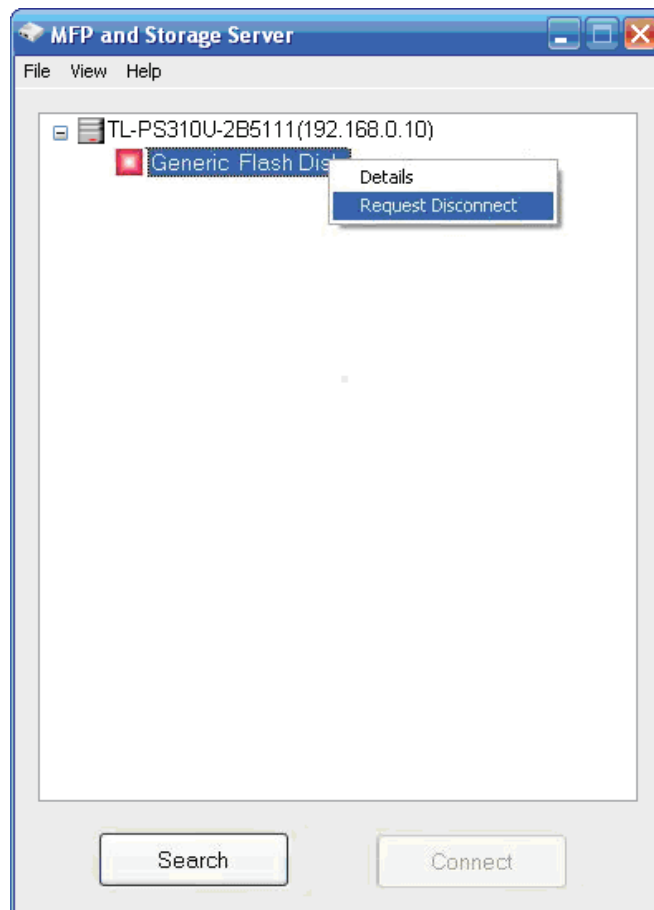 MFP and Storage Server
File View Help
TL-PS310U-2B5111(192.168.0.10)
Generic Flash Disk
Details
Request Disconnect
Search
Connect